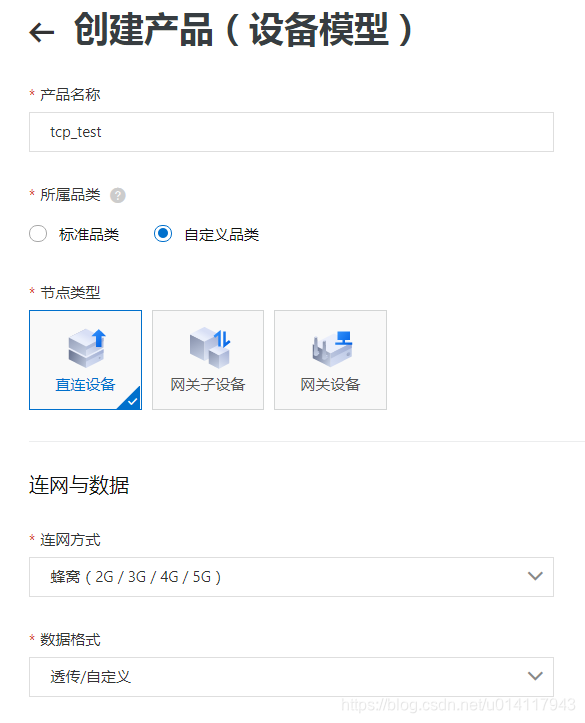 创建产品（设备模型）
* 产品名称
tcp_test
* 所属品类 ?
标准品类 自定义品类
* 节点类型
直连设备 网关子设备 网关设备
连网与数据
* 连网方式
蜂窝（2G / 3G / 4G / 5G）
* 数据格式
透传/自定义
https://blog.csdn.net/u014117943